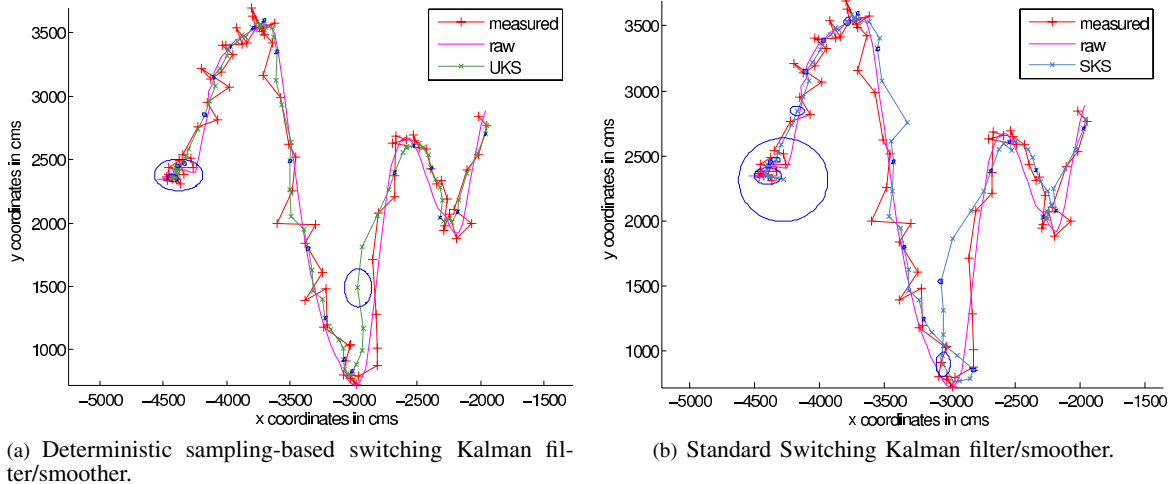 3500
3000
2500
2000
1500
1000
y coordinates in cms
−5000 −4500 −4000 −3500 −3000 −2500 −2000 −1500
x coordinates in cms
measured
raw
UKS
(a) Deterministic sampling-based switching Kalman fil-
ter/smoother.
3500
3000
2500
2000
1500
1000
y coordinates in cms
−5000 −4500 −4000 −3500 −3000 −2500 −2000 −1500
x coordinates in cms
measured
raw
SKS
(b) Standard Switching Kalman filter/smoother.